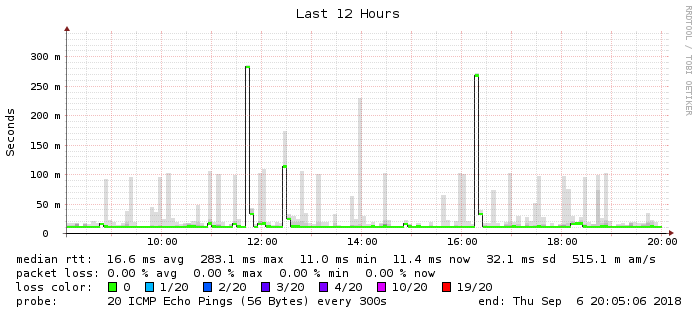 Last 12 Hours
RRDTOOL / TOBI OETIKER
Seconds
300 m
250 m
200 m
150 m
100 m
50 m
0
10:00 12:00 14:00 16:00 18:00 20:00
median rtt: 16.6 ms avg 283.1 ms max 11.0 ms min 11.4 ms now 32.1 ms sd 515.1 m am/s
packet loss: 0.00 % avg 0.00 % max 0.00 % min 0.00 % now
loss color: 0 1/20 2/20 3/20 4/20 10/20 19/20
probe: 20 ICMP Echo Pings (56 Bytes) every 300s end: Thu Sep 6 20:05:06 2018